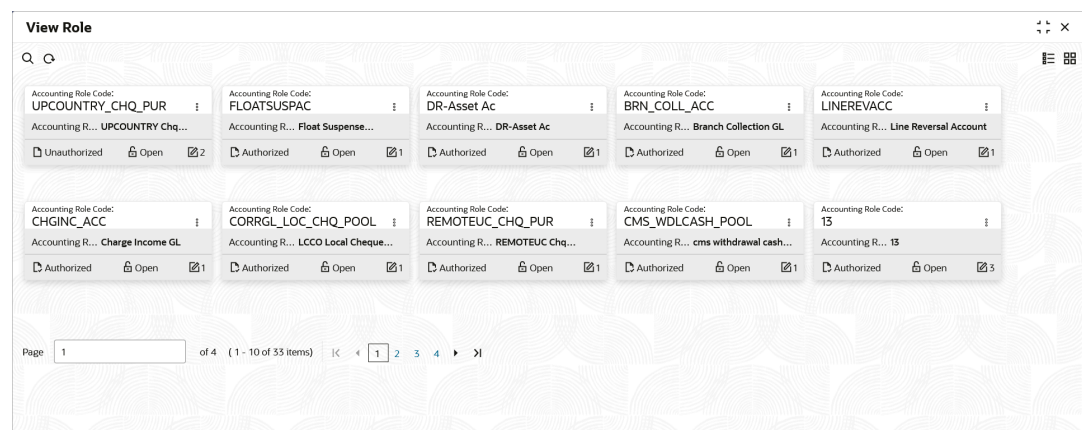 View Role
Accounting Role Code: Accounting Role Code: Accounting Role Code: Accounting Role Code: Accounting Role Code:
UPCOUNTRY_CHQ_PUR FLOATSUSPAC DR-Asset Ac BRN_COLL_ACC LINEREVACC
Accounting R... UPCOUNTRY Chq... Accounting R... Float Suspense... Accounting R... DR-Asset Ac Accounting R... Branch Collection GL Accounting R... Line Reversal Account
Unauthorized Open 2 Authorized Open 1 Authorized Open 1 Authorized Open 1 Authorized Open 1
Accounting Role Code: Accounting Role Code: Accounting Role Code: Accounting Role Code: Accounting Role Code:
CHGINC_ACC CORRGL_LOC_CHQ_POOL REMOTEUC_CHQ_PUR CMS_WDLCASH_POOL 13
Accounting R... Charge Income GL Accounting R... LCCO Local Cheque... Accounting R... REMOTEUC Chq... Accounting R... cms withdrawal cash... Accounting R... 13
Authorized Open 1 Authorized Open 1 Authorized Open 1 Authorized Open 1 Authorized Open 3
Page 1 of 4 ( 1 - 10 of 33 items) 1 2 3 4